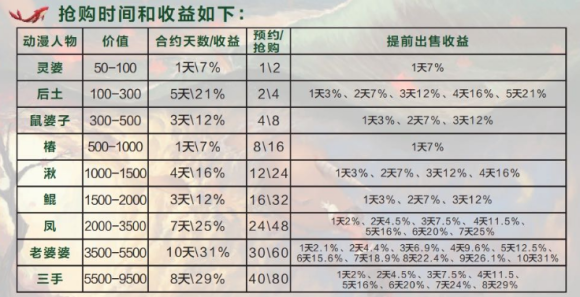 抢购时间和收益如下：
动漫人物 价值 合约天数/收益 预约/抢购 提前出售收益
灵婆 50-100 1天\7% 1\2 1天7%
后土 100-300 5天\21% 2\4 1天3%、2天7%、3天12%、4天16%、5天21%
鼠婆子 300-500 3天\12% 4\8 1天3%、2天7%、3天12%
椿 500-1000 1天\7% 8\16 1天7%
湫 1000-1500 4天\16% 12\24 1天3%、2天7%、3天12%、4天16%
鲲 1500-2000 3天\12% 16\32 1天3%、2天7%、3天12%
凤 2000-3500 7天\25% 24\48 1天2%、2天4.5%、3天7.5%、4天11.5%
5天16%、6天20%、7天25%
老婆婆 3500-5500 10天\31% 30\60 1天2.1%、2天4.4%、3天6.9%、4天9.6%、5天12.5%
6天15.6%、7天18.9% 8天22.4%、9天26.1%、10天31%
三手 5500-9500 8天\29% 40\80 1天2%、2天4.5%、3天7.5%、4天11.5、
5天16%、6天20%、7天24%、8天29%